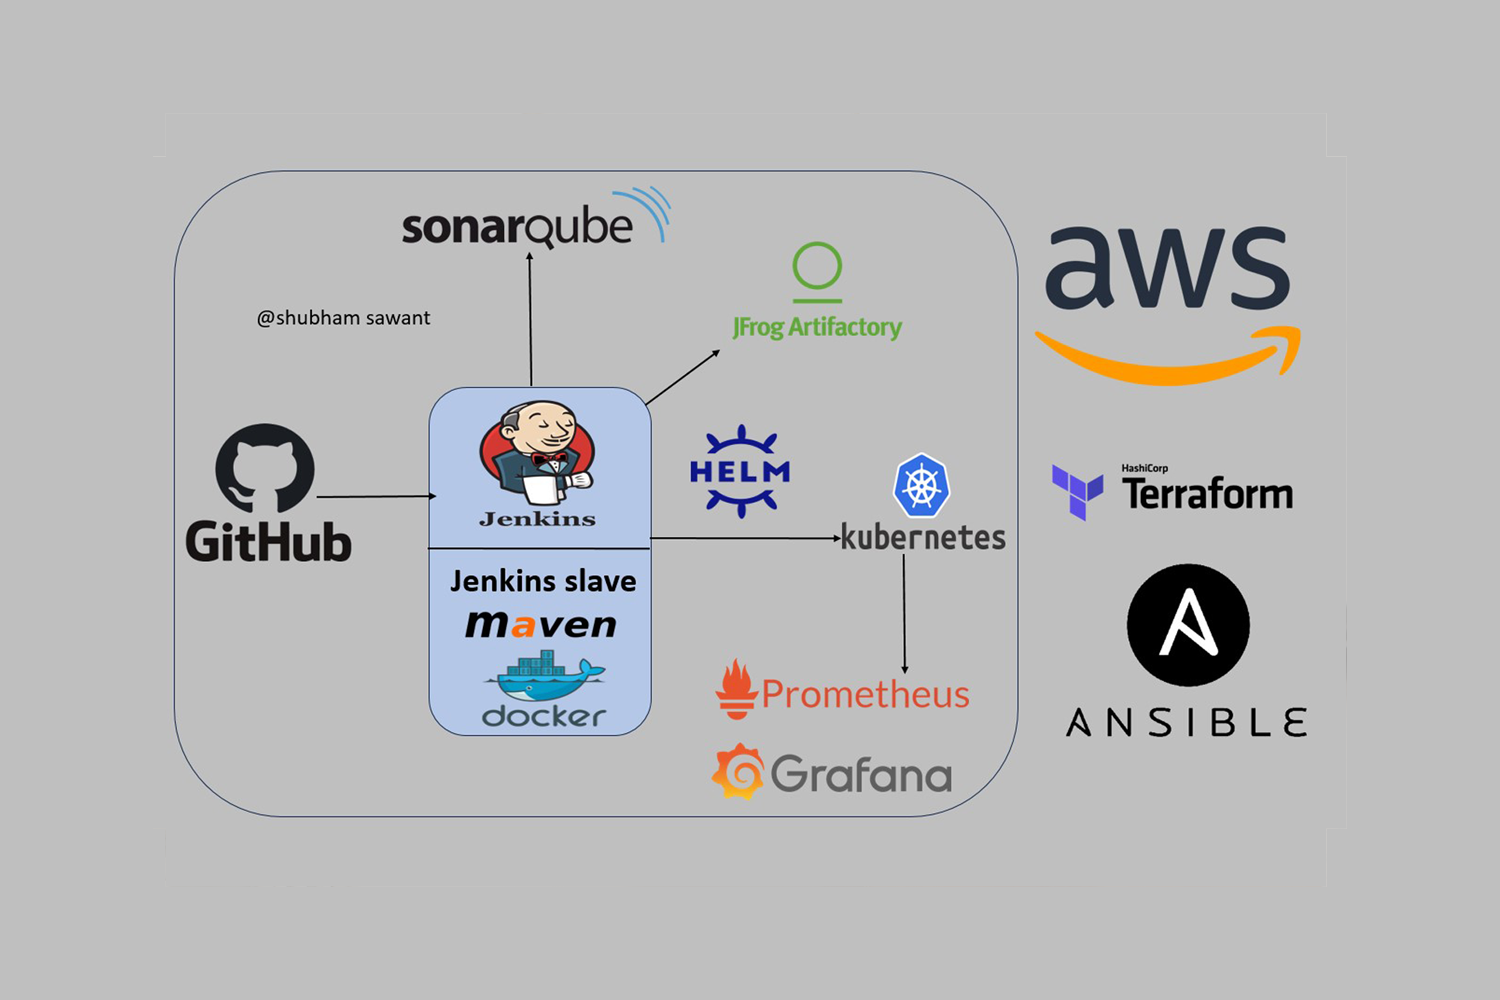 sonarqube
JFrog Artifactory
@shubham sawant
aws
GitHub
Jenkins
HELM
kubernetes
HashiCorp
Terraform
Jenkins slave
maven
docker
Prometheus
Grafana
ANSIBLE